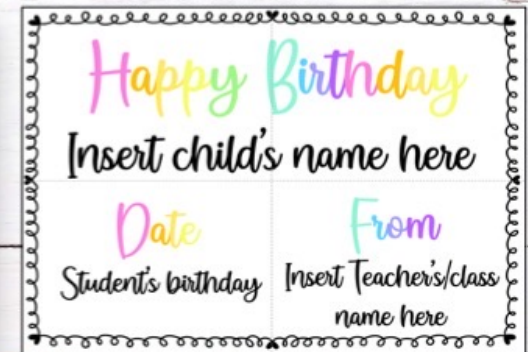 Happy Birthday
Insert child's name here
Date
Student's birthday
From
Insert Teacher's/class
name here